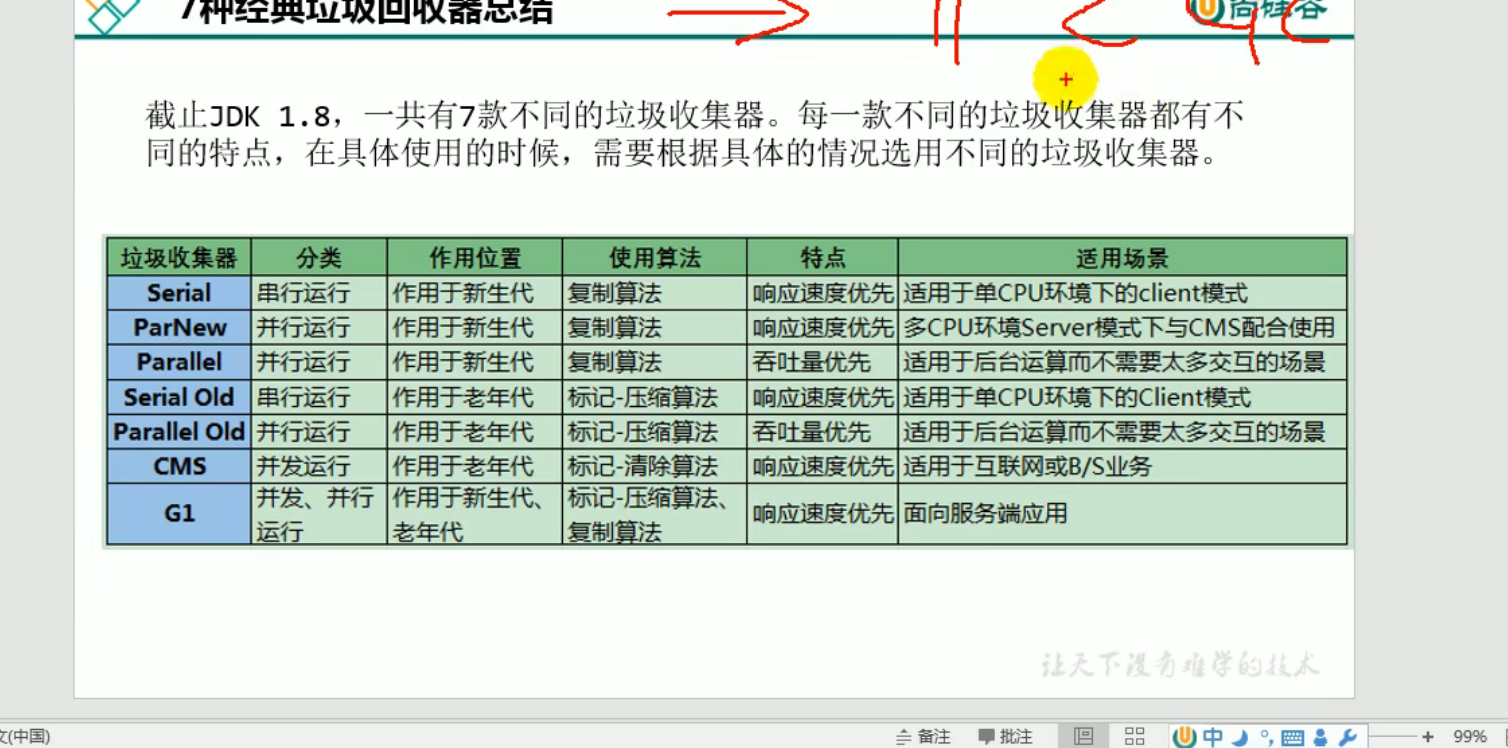 7种经典垃圾回收器总结
尚硅谷
截止JDK 1.8，一共有7款不同的垃圾收集器。每一款不同的垃圾收集器都有不
同的特点，在具体使用的时候，需要根据具体的情况选用不同的垃圾收集器。
垃圾收集器 分类 作用位置 使用算法 特点 适用场景
Serial 串行运行 作用于新生代 复制算法 响应速度优先 适用于单CPU环境下的client模式
ParNew 并行运行 作用于新生代 复制算法 响应速度优先 多CPU环境Server模式下与CMS配合使用
Parallel 并行运行 作用于新生代 复制算法 吞吐量优先 适用于后台运算而不需要太多交互的场景
Serial Old 串行运行 作用于老年代 标记-压缩算法 响应速度优先 适用于单CPU环境下的Client模式
Parallel Old 并行运行 作用于老年代 标记-压缩算法 吞吐量优先 适用于后台运算而不需要太多交互的场景
CMS 并发运行 作用于老年代 标记-清除算法 响应速度优先 适用于互联网或B/S业务
G1 并发、并行 作用于新生代、 标记-压缩算法、 响应速度优先 面向服务端应用
运行 老年代 复制算法
让天下没有难学的技术
文(中国) 备注 批注 中 99%